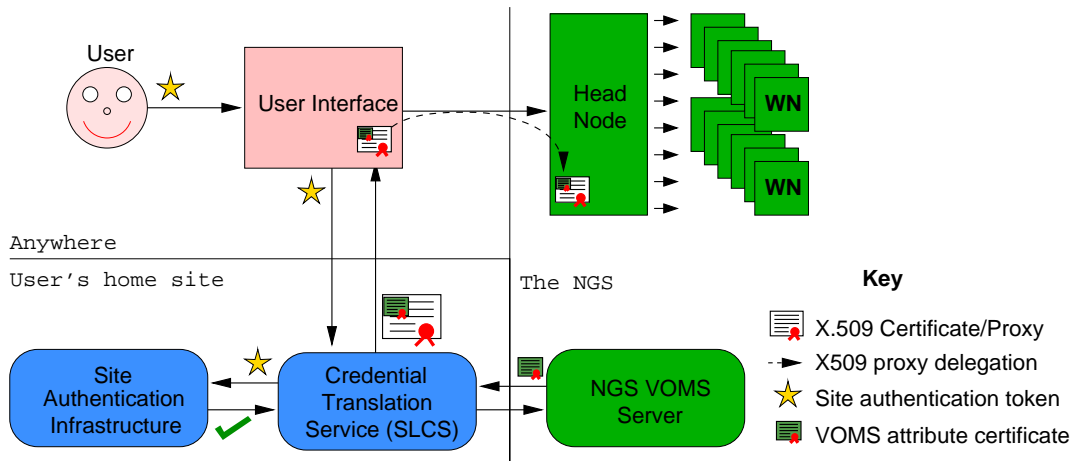 User
User Interface
Head
Node
WN
WN
Anywhere
User's home site
The NGS
Site
Authentication
Infrastructure
Credential
Translation
Service (SLCS)
NGS VOMS
Server
Key
X.509 Certificate/Proxy
X509 proxy delegation
Site authentication token
VOMS attribute certificate